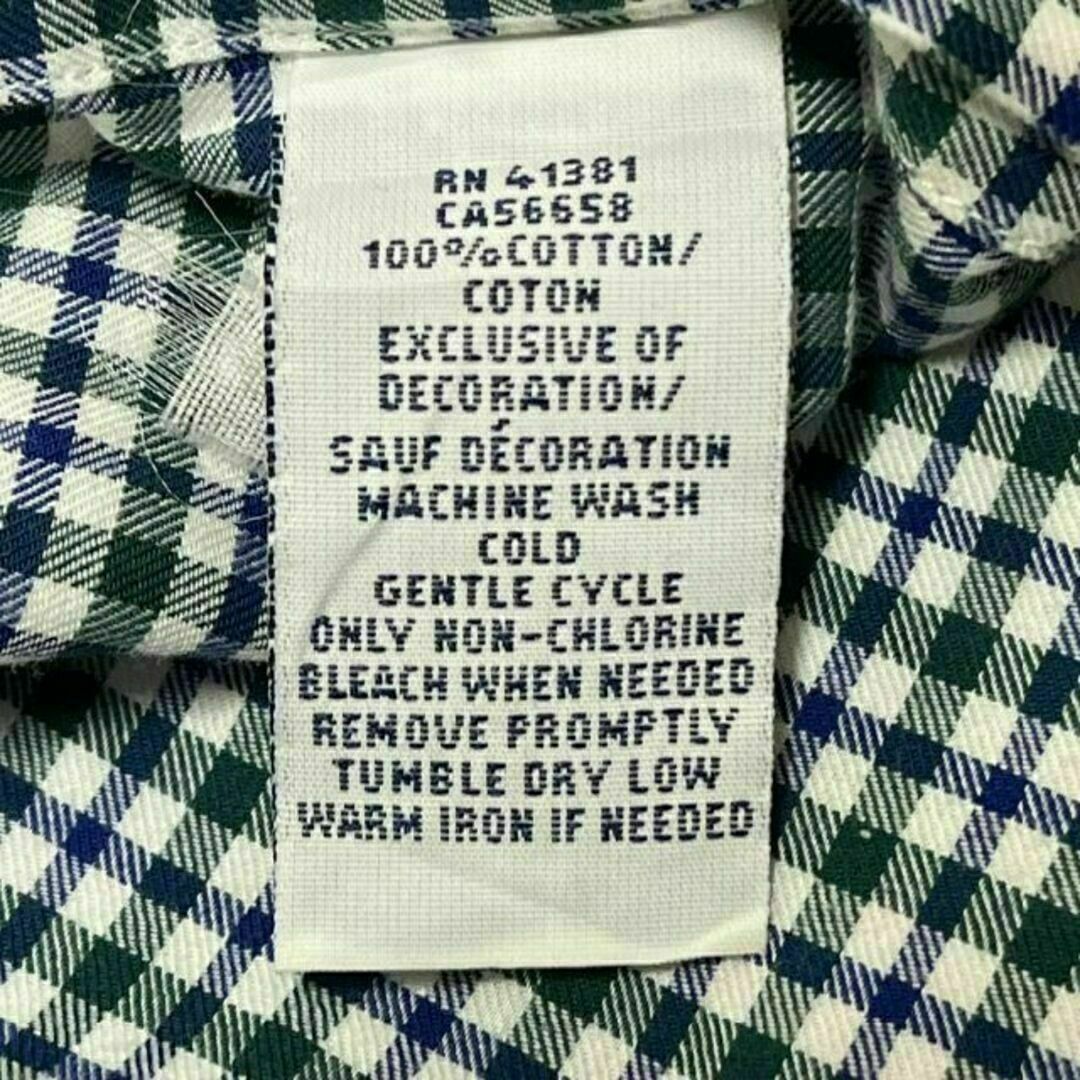 RN 41381
CA56658
100%COTTON/
COTON
EXCLUSIVE OF
DECORATION/
SAUF DÉCORATION
MACHINE WASH
COLD
GENTLE CYCLE
ONLY NON-CHLORINE
BLEACH WHEN NEEDED
REMOVE PROMPTLY
TUMBLE DRY LOW
WARM IRON IF NEEDED